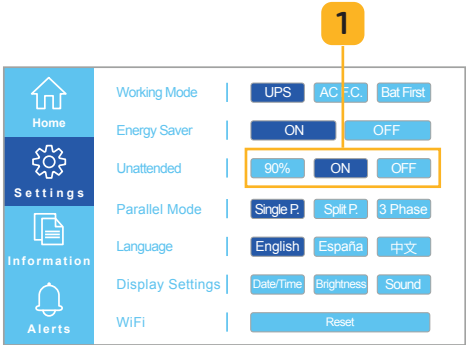 1
Home
Settings
Information
Alerts
Working Mode UPS AC F.C. Bat First
Energy Saver ON OFF
Unattended 90% ON OFF
Parallel Mode Single P. Split P. 3 Phase
Language English España 中文
Display Settings Date/Time Brightness Sound
WiFi Reset